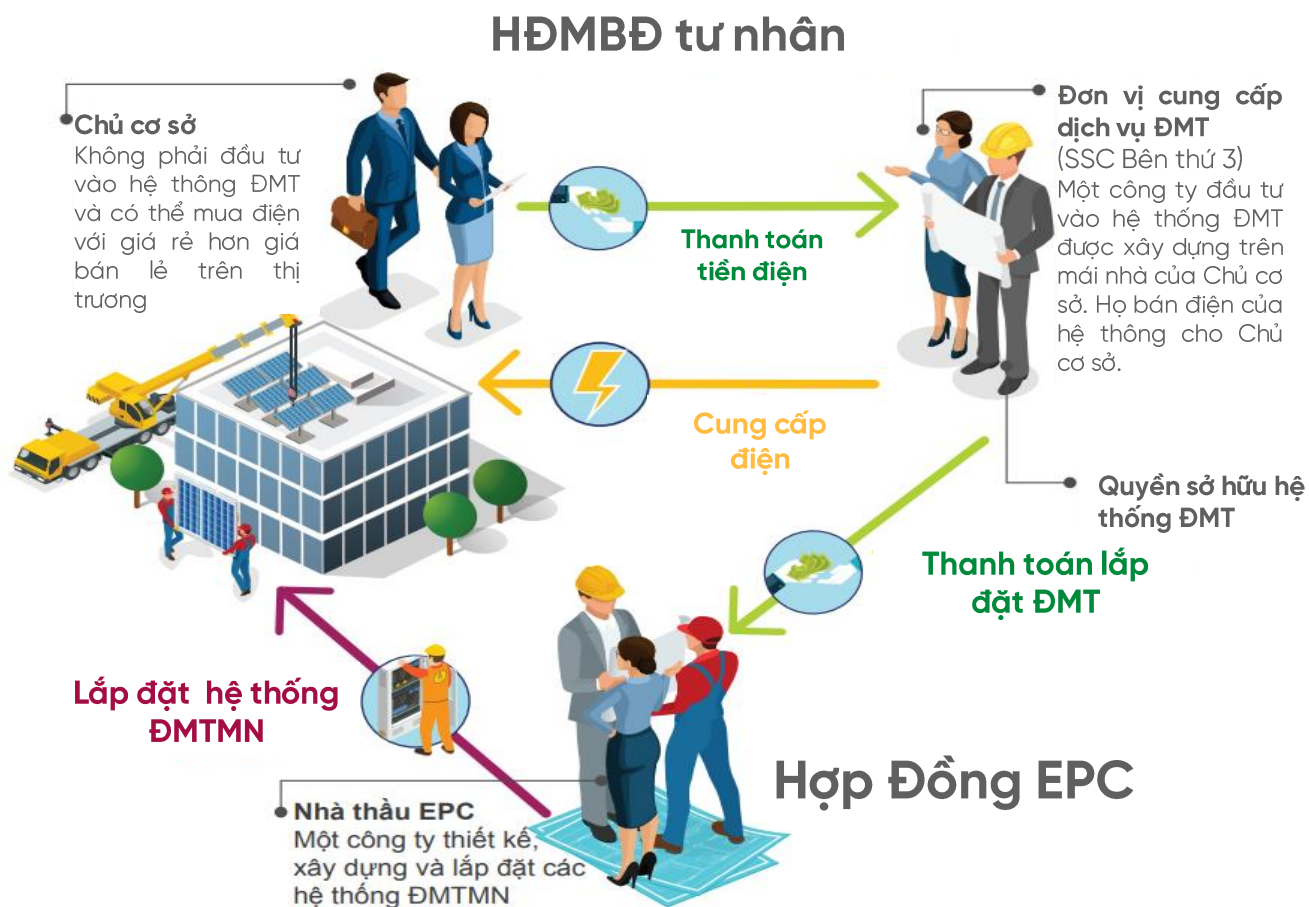 HĐMBĐ tư nhân
Chủ cơ sở
Không phải đầu tư
vào hệ thông ĐMT
và có thể mua điện
với giá rẻ hơn giá
bán lẻ trên thị
trương
Thanh toán
tiền điện
Đơn vị cung cấp
dịch vụ ĐMT
(SSC Bên thứ 3)
Một công ty đầu tư
vào hệ thống ĐMT
được xây dựng trên
mái nhà của Chủ cơ
sở. Họ bán điện của
hệ thông cho Chủ
cơ sở.
Cung cấp
điện
Quyền sở hữu hệ
thống ĐMT
Thanh toán lắp
đặt ĐMT
Lắp đặt hệ thống
ĐMTMN
Hợp Đồng EPC
Nhà thầu EPC
Một công ty thiết kế,
xây dựng và lắp đặt các
hệ thống ĐMTMN